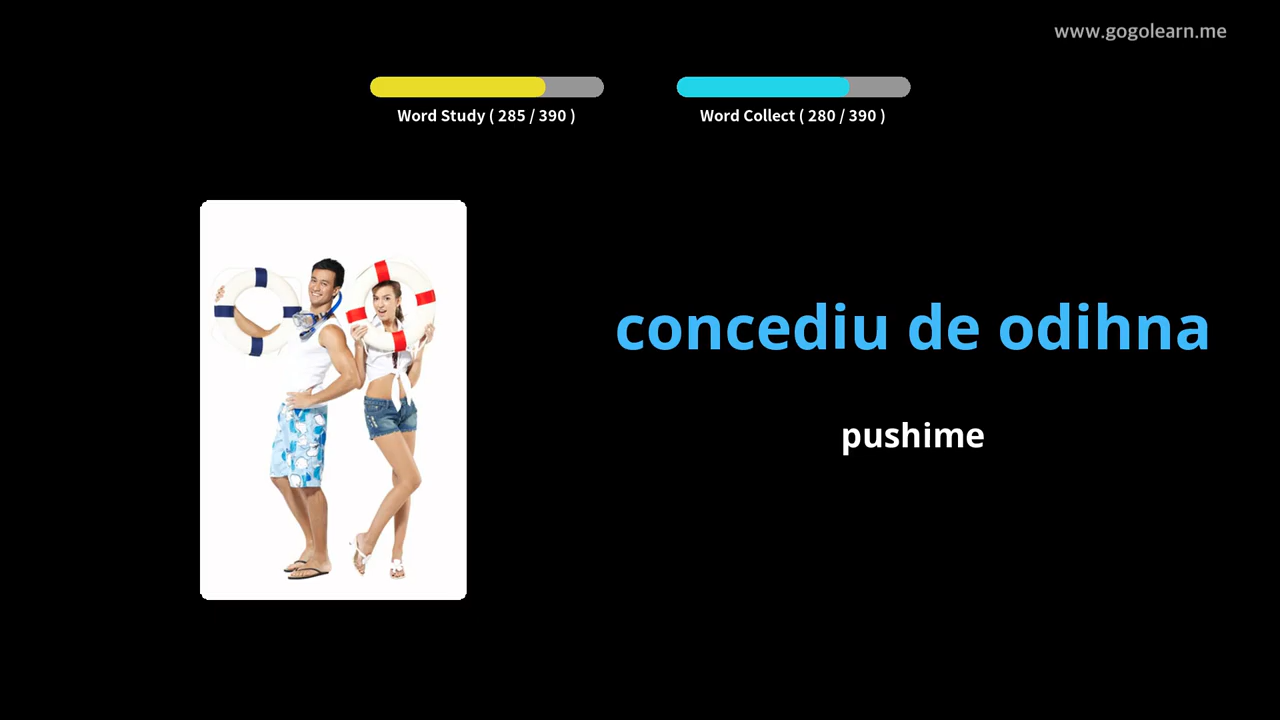 www.gogolearn.me
Word Study ( 285 / 390 )
Word Collect ( 280 / 390 )
concediu de odihna
pushime